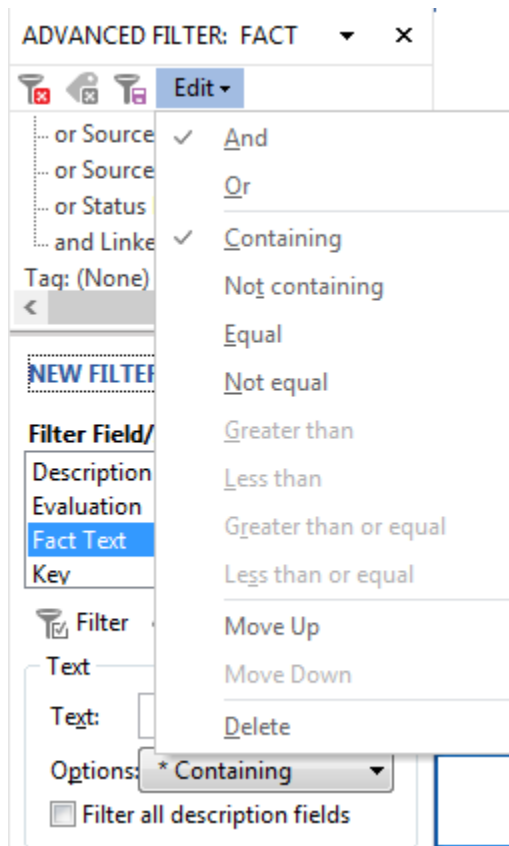 ADVANCED FILTER: FACT
Edit
or Source
or Source
or Status
and Linke
Tag: (None)
And
Or
Containing
Not containing
Equal
Not equal
Greater than
Less than
Greater than or equal
Less than or equal
Move Up
Move Down
Delete
NEW FILTER
Filter Field/
Description
Evaluation
Fact Text
Key
Filter
Text
Text:
Options: * Containing
Filter all description fields